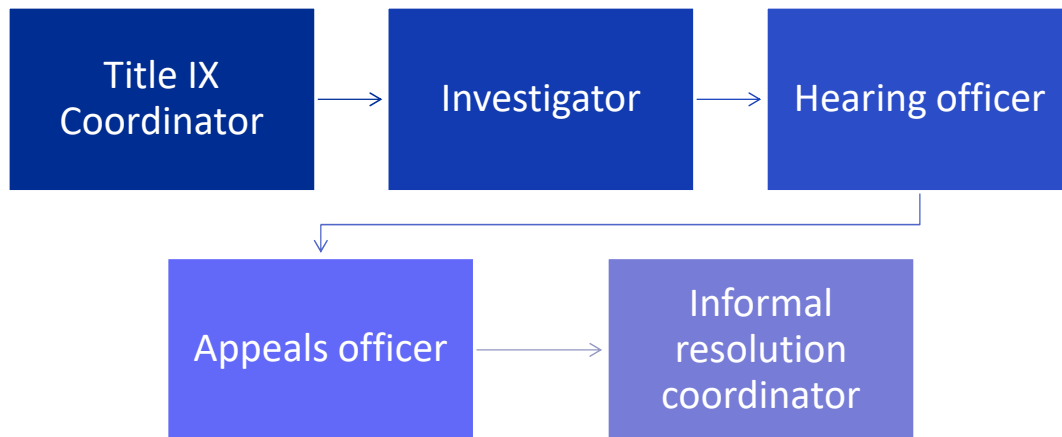 Title IX
Coordinator
Investigator
Hearing officer
Appeals officer
Informal
resolution
coordinator